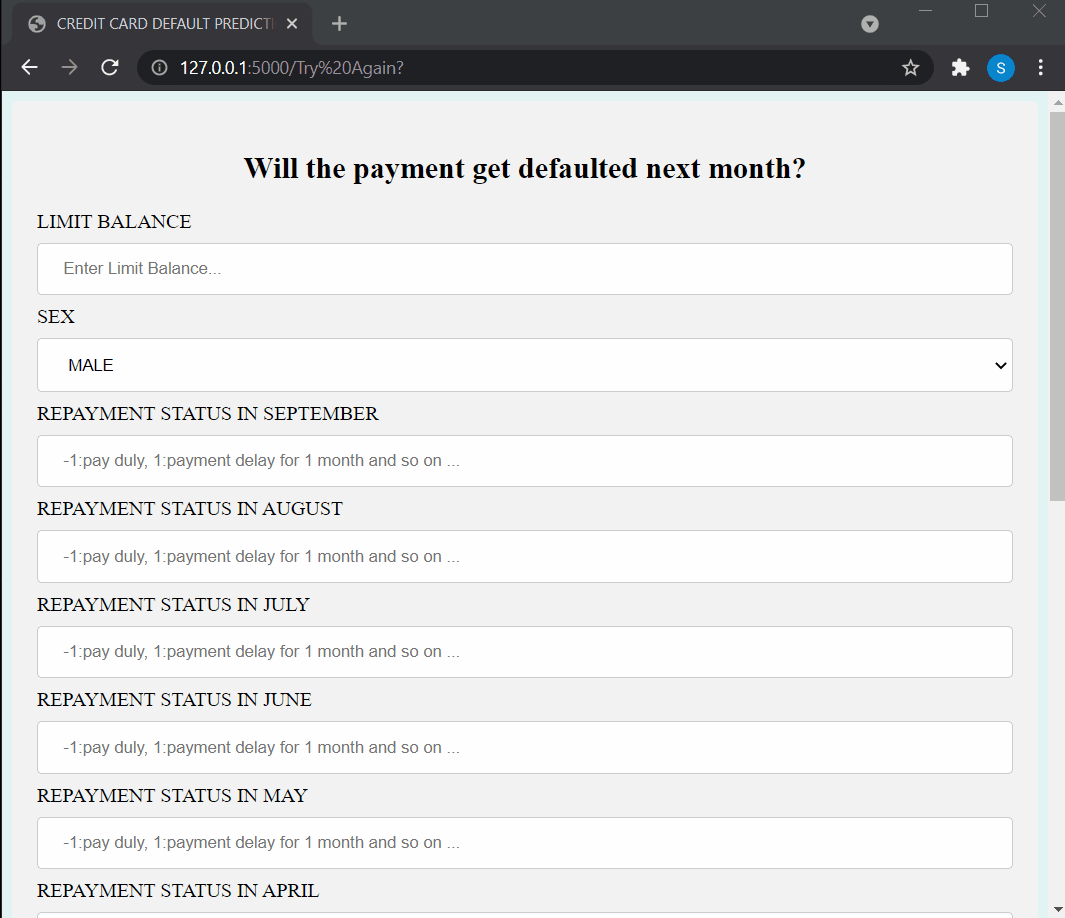 CREDIT CARD DEFAULT PREDICTI
127.0.0.1:5000/Try%20Again?
S
Will the payment get defaulted next month?
LIMIT BALANCE
Enter Limit Balance...
SEX
MALE
REPAYMENT STATUS IN SEPTEMBER
-1:pay duly, 1:payment delay for 1 month and so on ...
REPAYMENT STATUS IN AUGUST
-1:pay duly, 1:payment delay for 1 month and so on ...
REPAYMENT STATUS IN JULY
-1:pay duly, 1:payment delay for 1 month and so on ...
REPAYMENT STATUS IN JUNE
-1:pay duly, 1:payment delay for 1 month and so on ...
REPAYMENT STATUS IN MAY
-1:pay duly, 1:payment delay for 1 month and so on ...
REPAYMENT STATUS IN APRIL